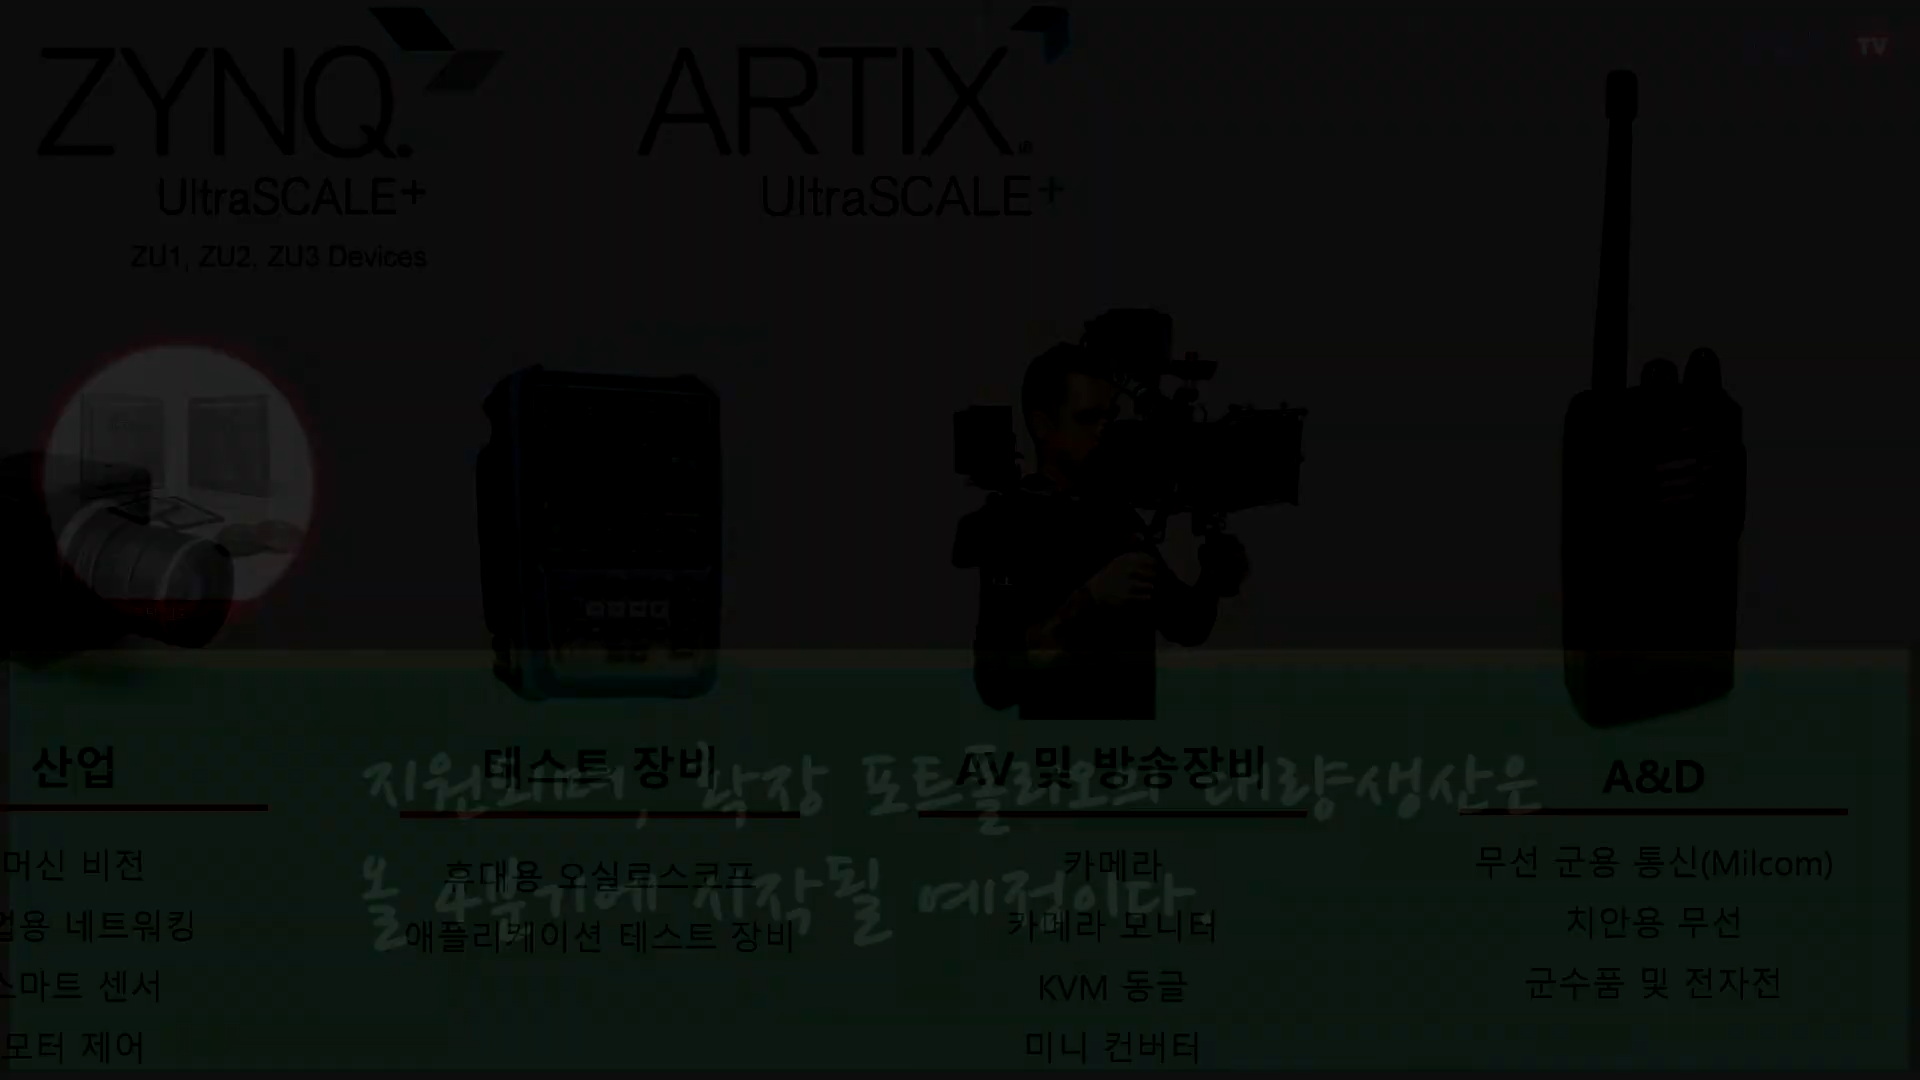 TV
ZYNQ
UltraSCALE+
ZU1, ZU2, ZU3 Devices
ARTIX
UltraSCALE+
산업
머신 비전
업용 네트워킹
스마트 센서
모터 제어
테스트 장비
휴대용 오실로스코프
애플리케이션 테스트 장비
AV 및 방송장비
카메라
카메라 모니터
KVM 동글
미니 컨버터
A&D
무선 군용 통신(Milcom)
치안용 무선
군수품 및 전자전
지원되며, 확장 포트폴리오의 대량생산은
올 4분기에 시작될 예정이다.